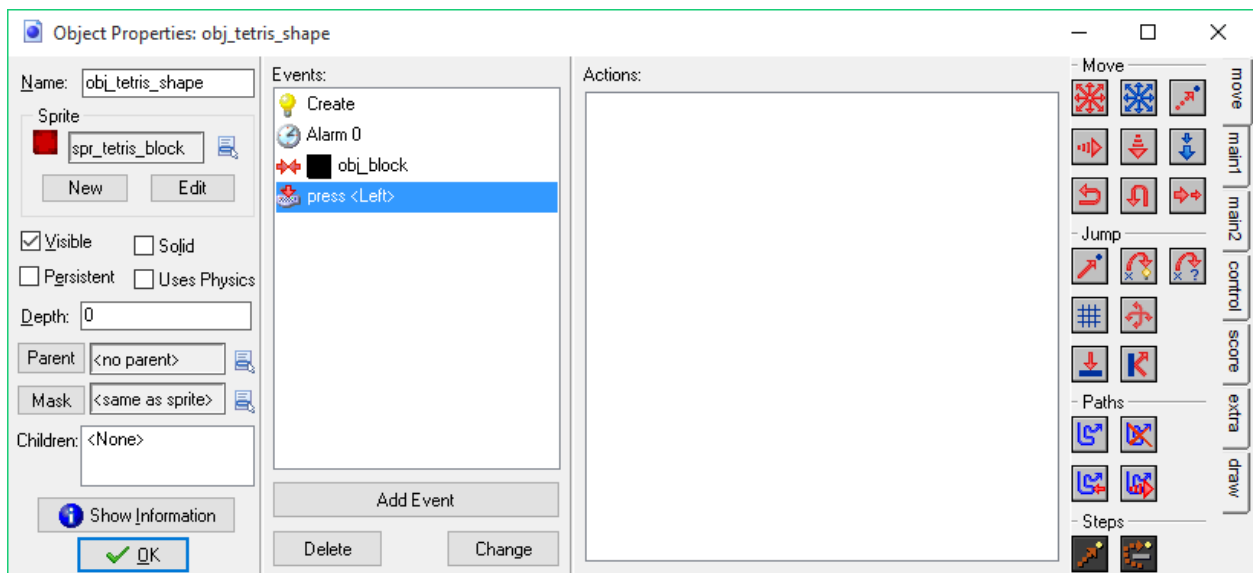 Object Properties: obj_tetris_shape
Name: obj_tetris_shape
Sprite
spr_tetris_block
New Edit
Visible Solid
Persistent Uses Physics
Depth: 0
Parent <no parent>
Mask <same as sprite>
Children: <None>
Show Information
OK
Events:
Create
Alarm 0
obj_block
press <Left>
Add Event
Delete Change
Actions:
Move
Jump
Paths
Steps
move
main1
main2
control
score
extra
draw